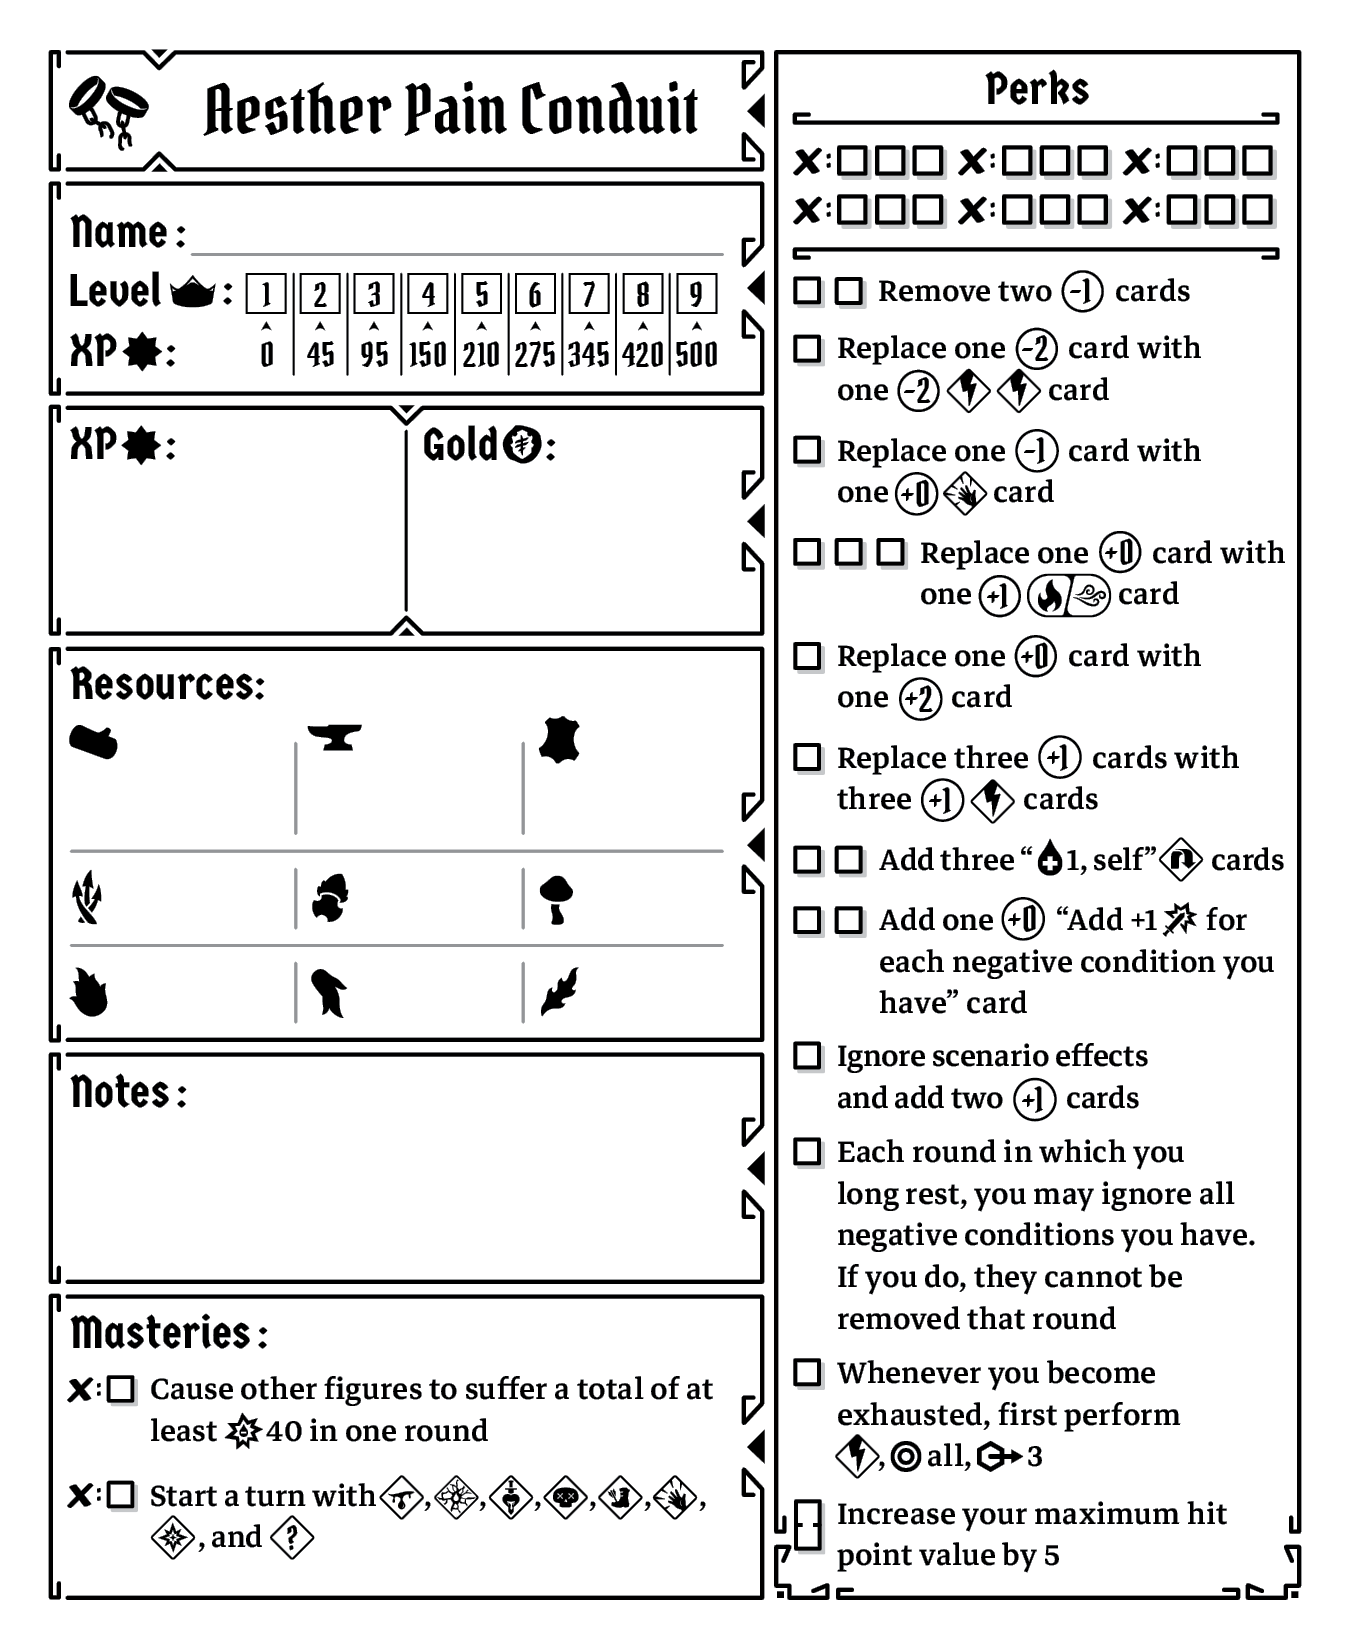 Aesther Pain Conduit
Name:
Level :
1 2 3 4 5 6 7 8 9
XP :
0 45 95 150 210 275 345 420 500
XP :
Gold :
Resources:
Notes:
Masteries:
Cause other figures to suffer a total of at
least 40 in one round
Start a turn with , , , , , ,
, and ?
Perks
Remove two -1 cards
Replace one -2 card with
one -2 card
Replace one -1 card with
one +0 card
Replace one +0 card with
one +1 card
Replace one +0 card with
one +2 card
Replace three +1 cards with
three +1 cards
Add three “ 1, self” cards
Add one +0 “Add +1 for
each negative condition you
have” card
Ignore scenario effects
and add two +1 cards
Each round in which you
long rest, you may ignore all
negative conditions you have.
If you do, they cannot be
removed that round
Whenever you become
exhausted, first perform
, all, 3
Increase your maximum hit
point value by 5